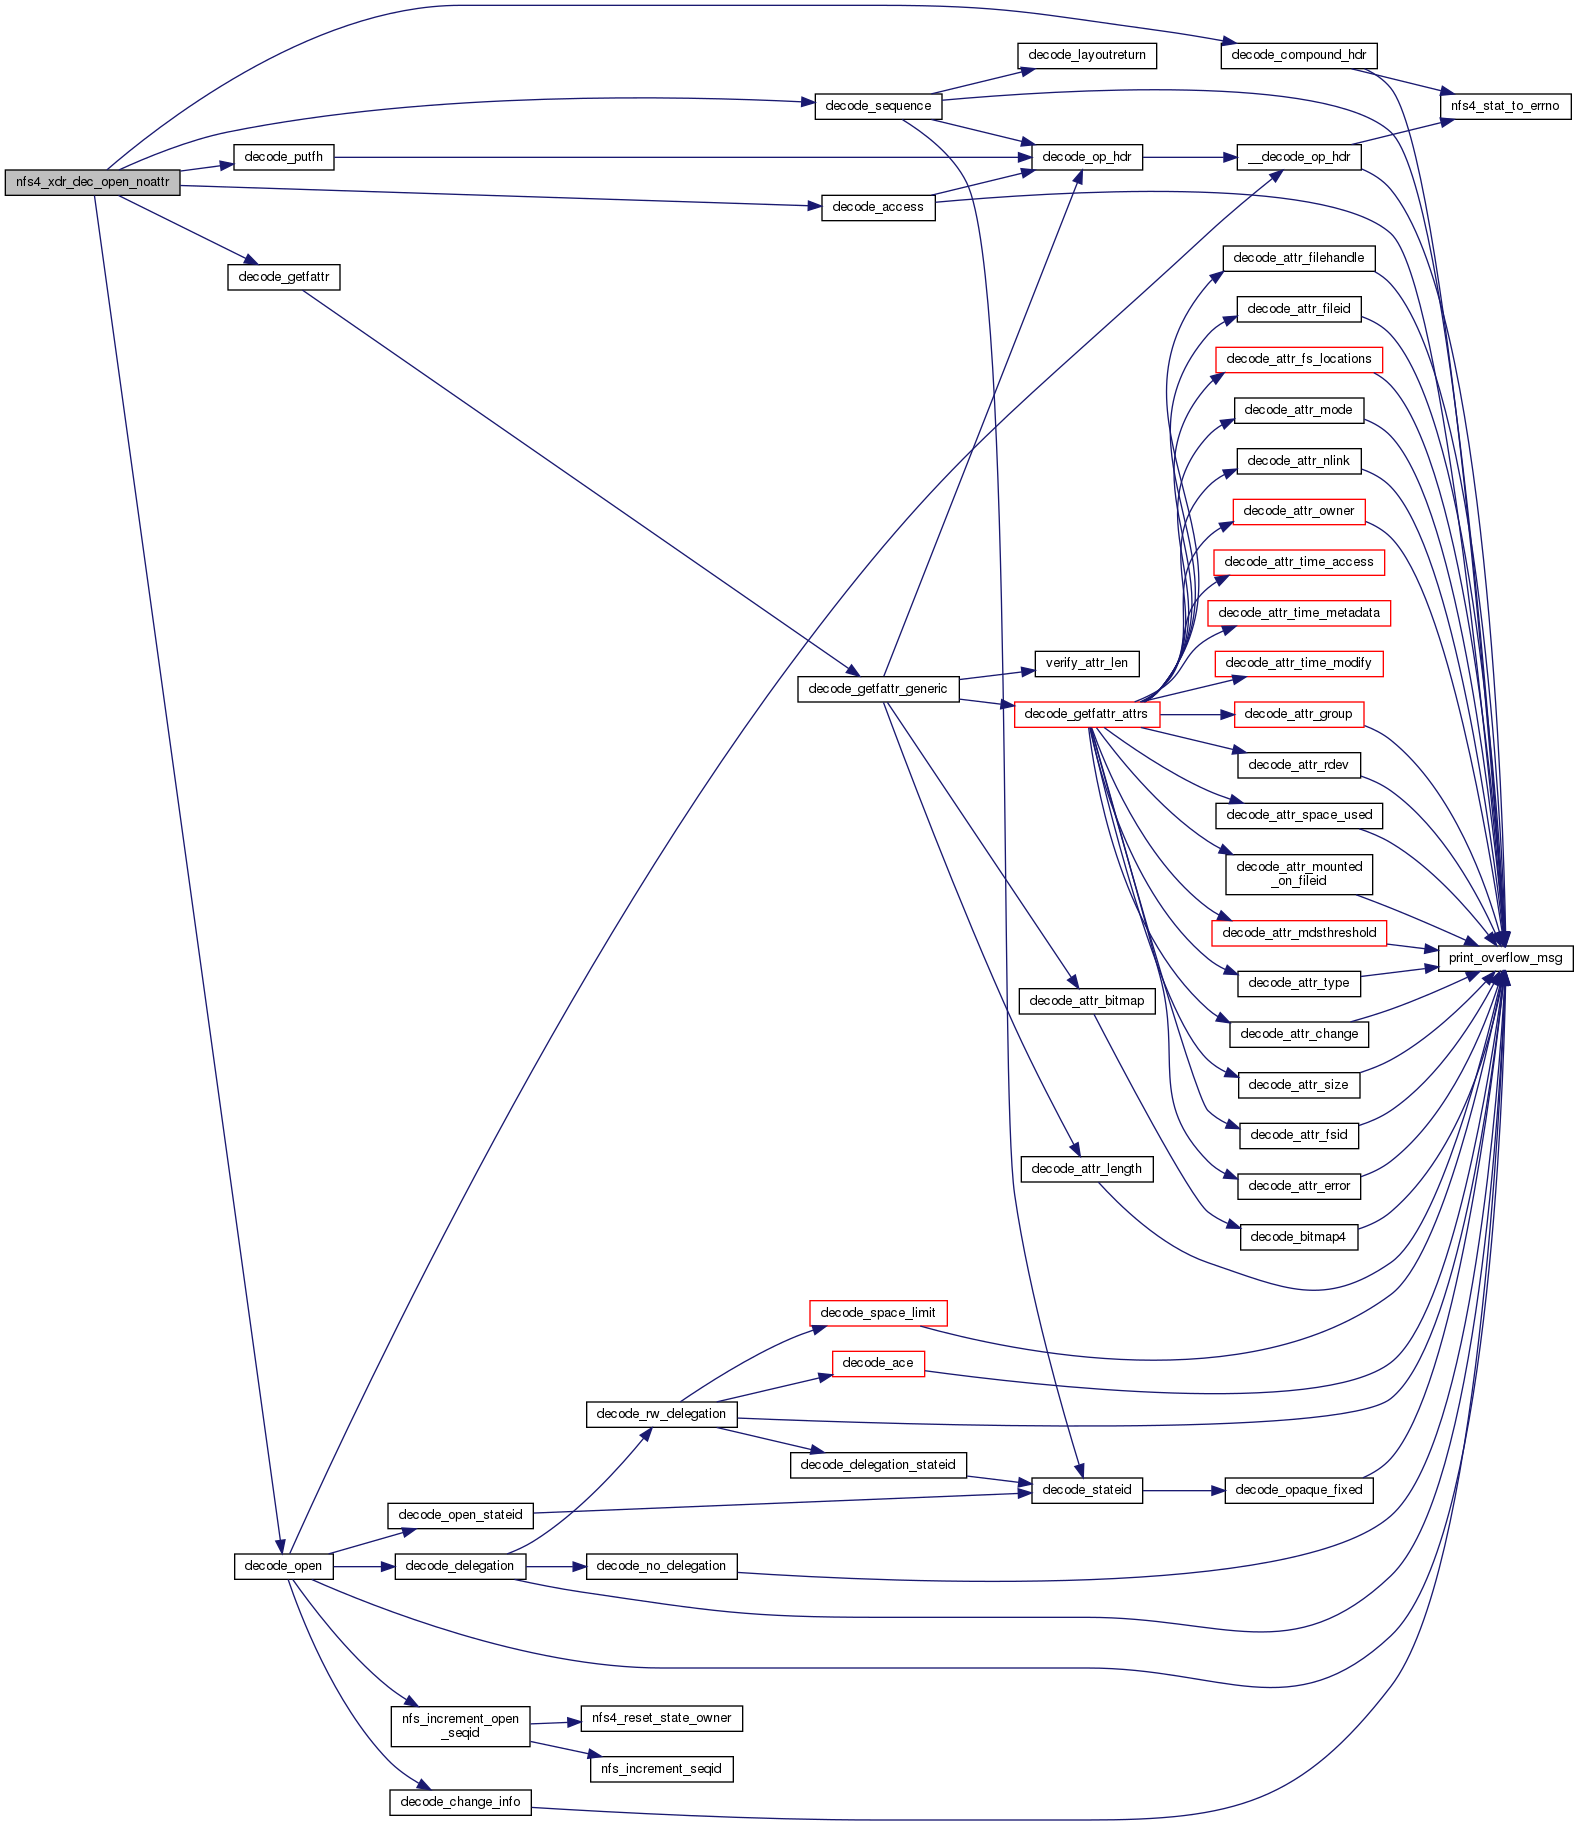 decode_layoutreturn
decode_compound_hdr
decode_sequence
nfs4_stat_to_errno
decode_putfh
decode_op_hdr
__decode_op_hdr
nfs4_xdr_dec_open_noattr
decode_access
decode_attr_filehandle
decode_getfattr
decode_attr_fileid
decode_attr_fs_locations
decode_attr_mode
decode_attr_nlink
decode_attr_owner
decode_attr_time_access
decode_attr_time_metadata
verify_attr_len
decode_attr_time_modify
decode_getfattr_generic
decode_getfattr_attrs
decode_attr_group
decode_attr_rdev
decode_attr_space_used
decode_attr_mounted
_on_fileid
decode_attr_mdsthreshold
print_overflow_msg
decode_attr_type
decode_attr_bitmap
decode_attr_change
decode_attr_size
decode_attr_fsid
decode_attr_length
decode_attr_error
decode_bitmap4
decode_space_limit
decode_ace
decode_rw_delegation
decode_delegation_stateid
decode_stateid
decode_opaque_fixed
decode_open_stateid
decode_open
decode_delegation
decode_no_delegation
nfs_increment_open
_seqid
nfs4_reset_state_owner
nfs_increment_seqid
decode_change_info